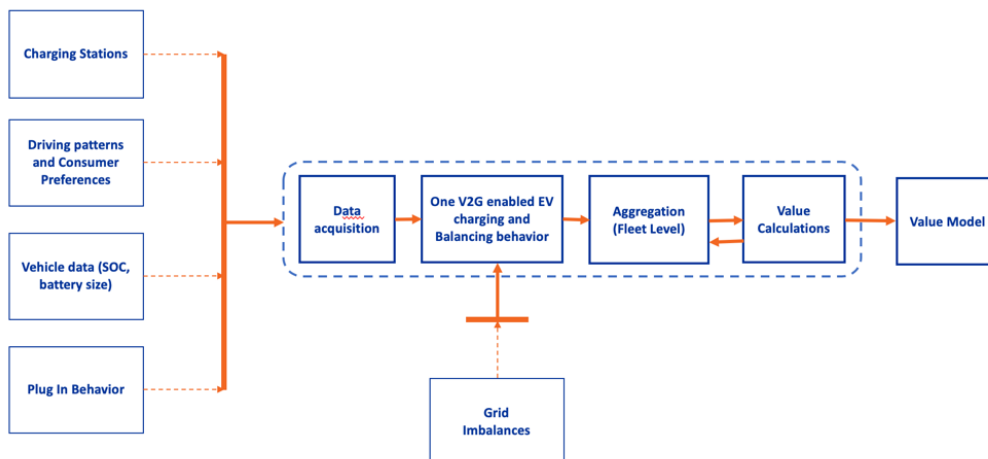 Charging Stations
Driving patterns
and Consumer
Preferences
Vehicle data (SOC,
battery size)
Plug In Behavior
Data
acquisition
One V2G enabled EV
charging and
Balancing behavior
Aggregation
(Fleet Level)
Value
Calculations
Value Model
Grid
Imbalances